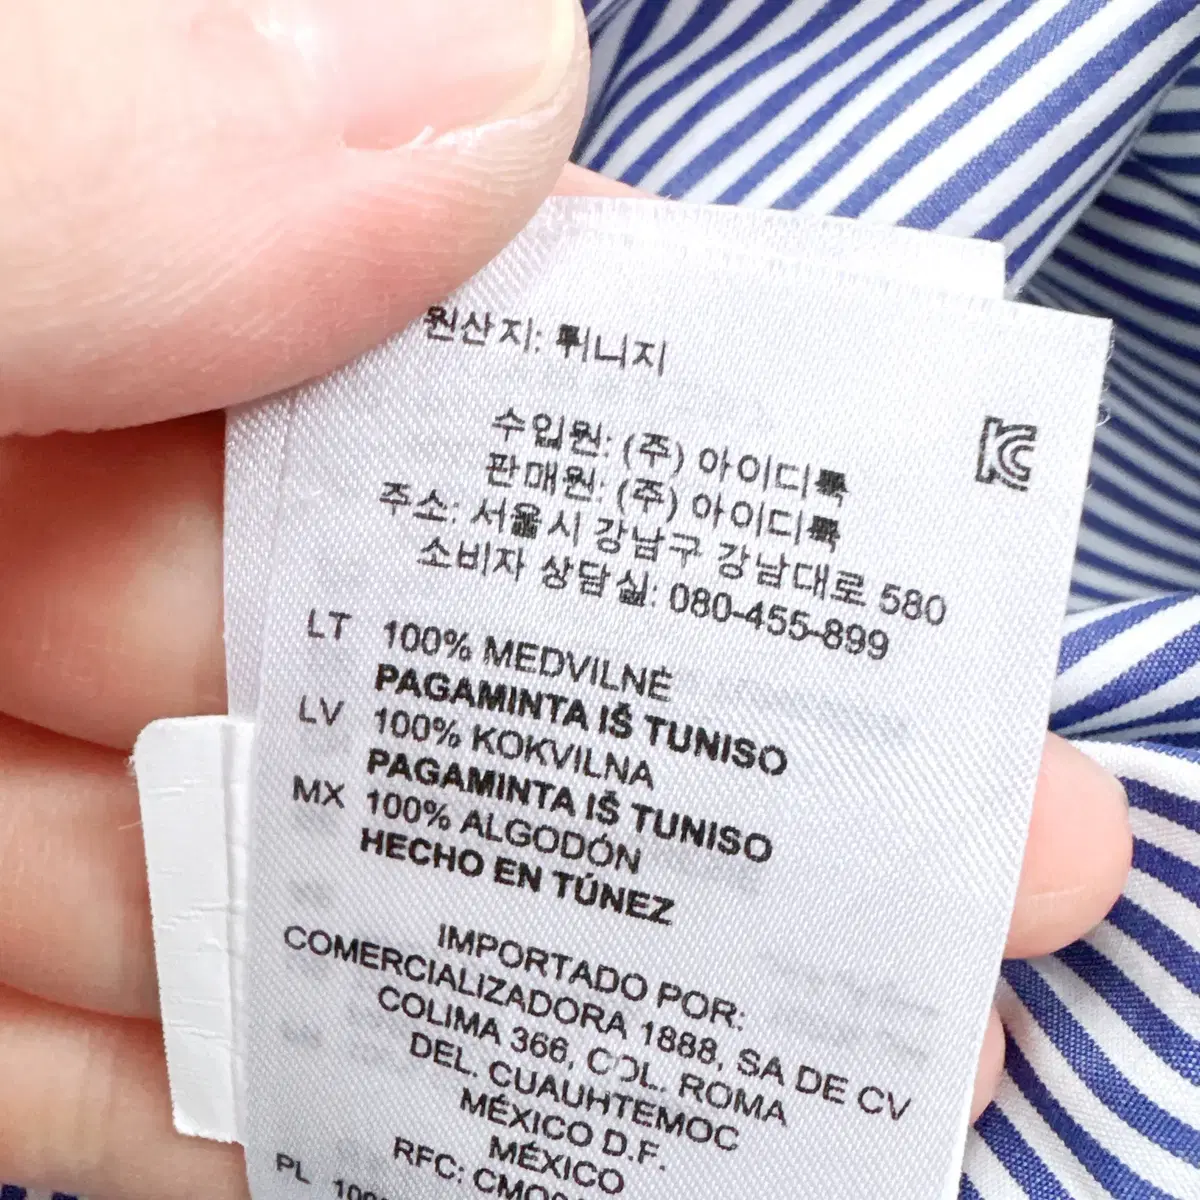 원산지: 튀니지
수입원: (주) 아이디룩
판매원: (주) 아이디룩
주소: 서울시 강남구 강남대로 580
소비자 상담실: 080-455-899
KC
LT 100% MEDVILNĖ
PAGAMINTA IŠ TUNISO
LV 100% KOKVILNA
PAGAMINTA IŠ TUNISO
MX 100% ALGODÓN
HECHO EN TÚNEZ
IMPORTADO POR:
COMERCIALIZADORA 1888, SA DE CV
COLIMA 366, COL. ROMA
DEL. CUAUHTEMOC
MÉXICO D.F.
MÉXICO
RFC:
PL